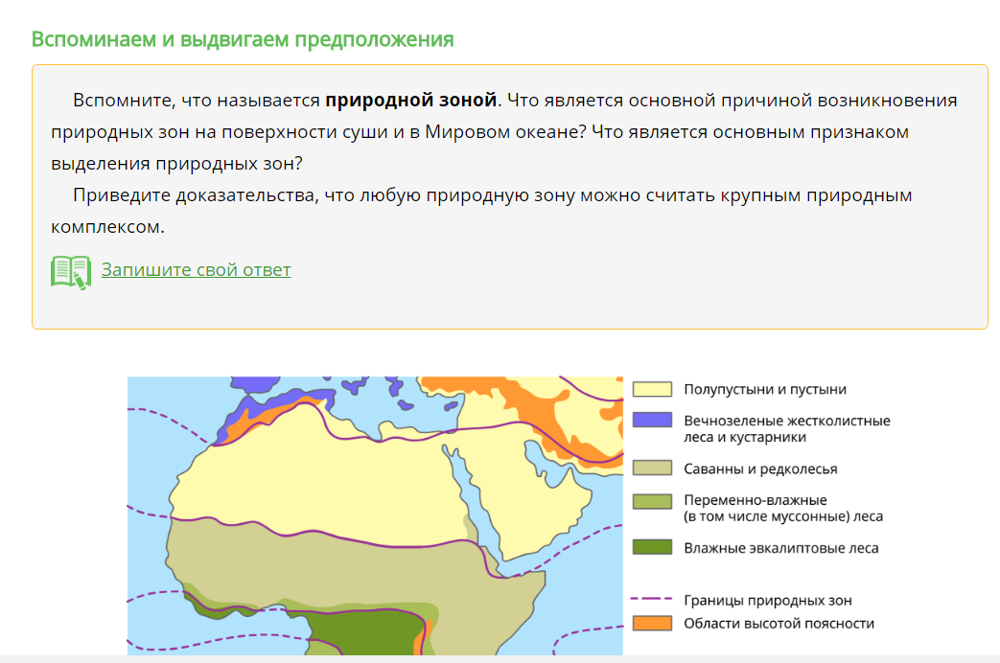 Вспоминаем и выдвигаем предположения
Вспомните, что называется природной зоной. Что является основной причиной возникновения
природных зон на поверхности суши и в Мировом океане? Что является основным признаком
выделения природных зон?
Приведите доказательства, что любую природную зону можно считать крупным природным
комплексом.
Запишите свой ответ
Полупустыни и пустыни
Вечнозеленые жестколистные
леса и кустарники
Саванны и редколесья
Переменно-влажные
(в том числе муссонные) леса
Влажные эвкалиптовые леса
Границы природных зон
Области высотой поясности